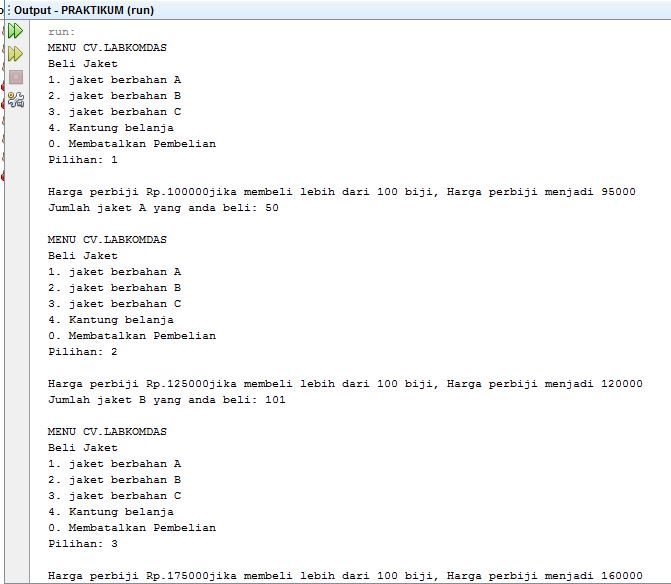 Output - PRAKTIKUM (run)
run:
MENU CV.LABKOMDAS
Beli Jaket
1. jaket berbahan A
2. jaket berbahan B
3. jaket berbahan C
4. Kantung belanja
0. Membatalkan Pembelian
Pilihan: 1
Harga perbiji Rp.100000jika membeli lebih dari 100 biji, Harga perbiji menjadi 95000
Jumlah jaket A yang anda beli: 50
MENU CV.LABKOMDAS
Beli Jaket
1. jaket berbahan A
2. jaket berbahan B
3. jaket berbahan C
4. Kantung belanja
0. Membatalkan Pembelian
Pilihan: 2
Harga perbiji Rp.125000jika membeli lebih dari 100 biji, Harga perbiji menjadi 120000
Jumlah jaket B yang anda beli: 101
MENU CV.LABKOMDAS
Beli Jaket
1. jaket berbahan A
2. jaket berbahan B
3. jaket berbahan C
4. Kantung belanja
0. Membatalkan Pembelian
Pilihan: 3
Harga perbiji Rp.175000jika membeli lebih dari 100 biji, Harga perbiji menjadi 160000